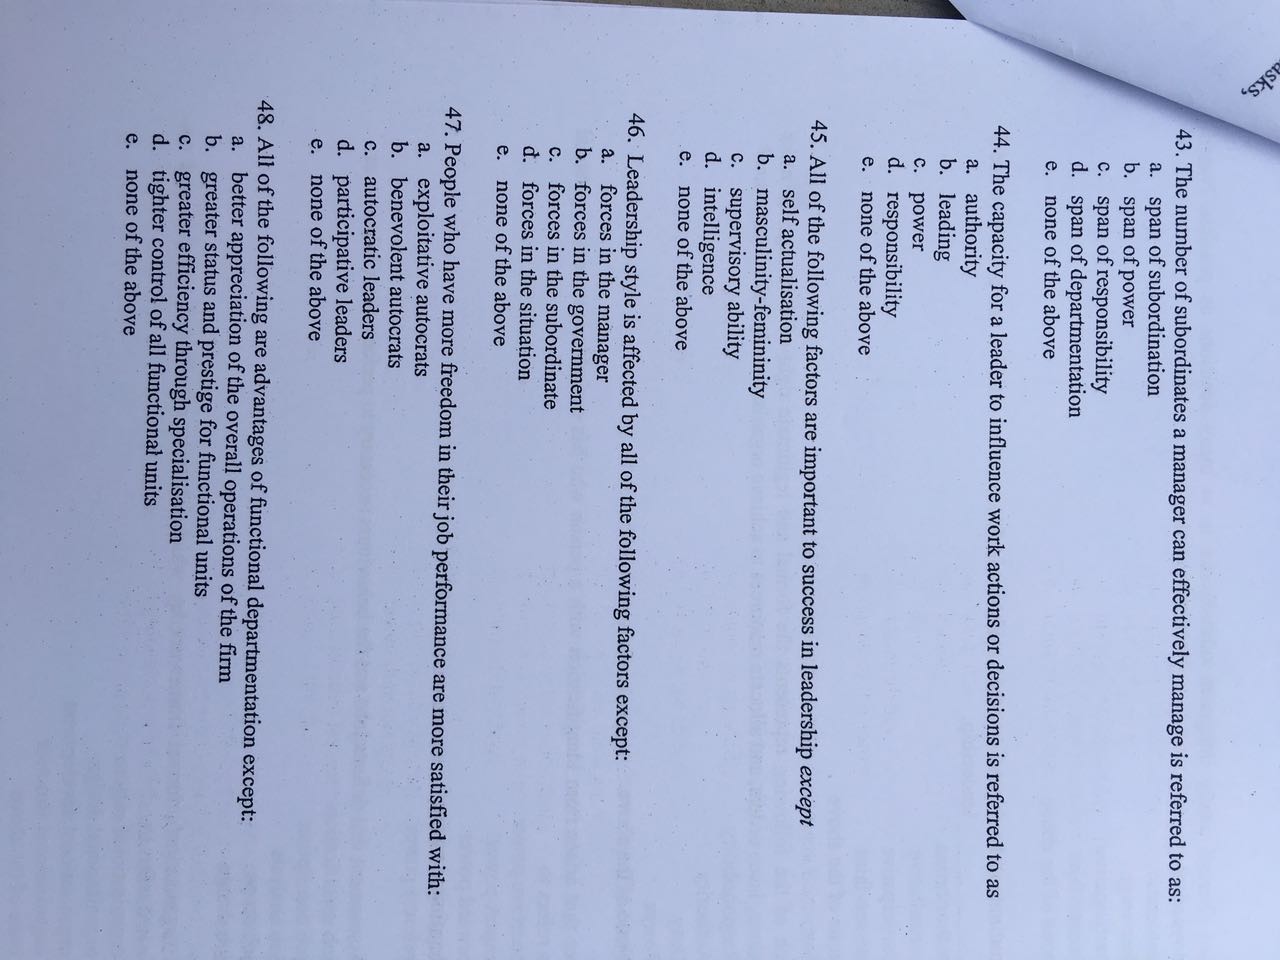 43. The number of subordinates a manager can effectively manage is referred to as:
a. span of subordination
b. span of power
c. span of responsibility
d. span of departmentation
e. none of the above
44. The capacity for a leader to influence work actions or decisions is referred to as
a. authority
b. leading
c. power
d. responsibility
e. none of the above
45. All of the following factors are important to success in leadership except
a. self actualisation
b. masculinity-femininity
c. supervisory ability
d. intelligence
e. none of the above
46. Leadership style is affected by all of the following factors except:
a. forces in the manager
b. forces in the government
c. forces in the subordinate
d. forces in the situation
e. none of the above
47. People who have more freedom in their job performance are more satisfied with:
a. exploitative autocrats
b. benevolent autocrats
c. autocratic leaders
d. participative leaders
e. none of the above
48. All of the following are advantages of functional departmentation except:
a. better appreciation of the overall operations of the firm
b. greater status and prestige for functional units
c. greater efficiency through specialisation
d. tighter control of all functional units
e. none of the above